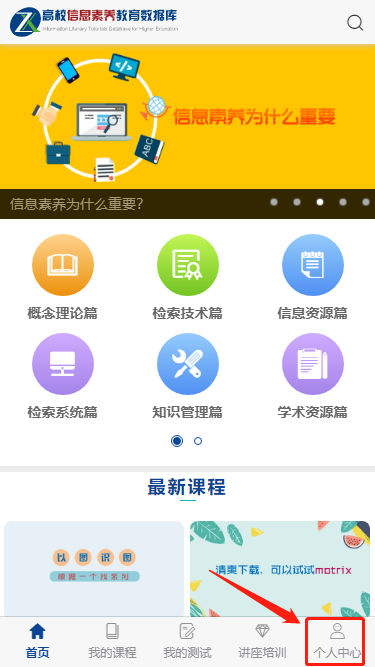 高校信息素养教育数据库
Information Literacy Tutorials Database for Higher Education
信息素养为什么重要
ABC
信息素养为什么重要?
概念理论篇
检索技术篇
信息资源篇
检索系统篇
知识管理篇
学术资源篇
最新课程
以图识图
根据一个找系列
清爽下载，可以试试motrix
首页
我的课程
我的测试
讲座培训
个人中心